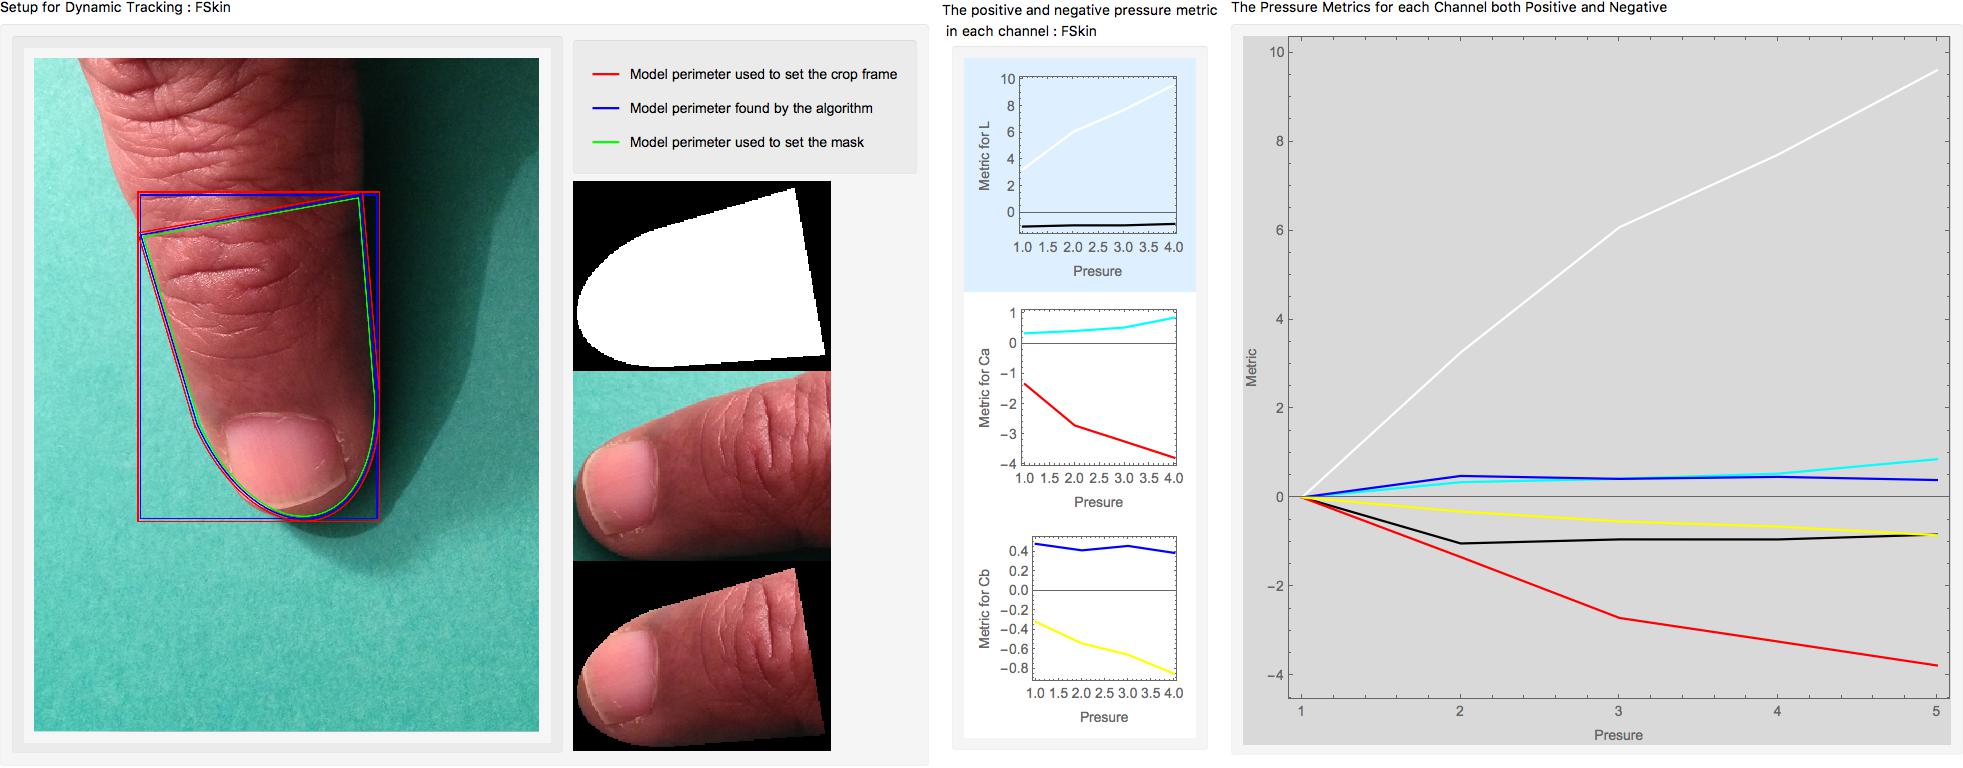 Setup for Dynamic Tracking : FSkin
Model perimeter used to set the crop frame
Model perimeter found by the algorithm
Model perimeter used to set the mask
The positive and negative pressure metric
in each channel : FSkin
10
8
6
4
2
0
Metric for L
1.0 1.5 2.0 2.5 3.0 3.5 4.0
Presure
1
0
−1
−2
−3
−4
Metric for Ca
1.0 1.5 2.0 2.5 3.0 3.5 4.0
Presure
0.4
0.2
0.0
−0.2
−0.4
−0.6
−0.8
Metric for Cb
1.0 1.5 2.0 2.5 3.0 3.5 4.0
Presure
The Pressure Metrics for each Channel both Positive and Negative
10
8
6
4
2
0
−2
−4
Metric
1 2 3 4 5
Presure